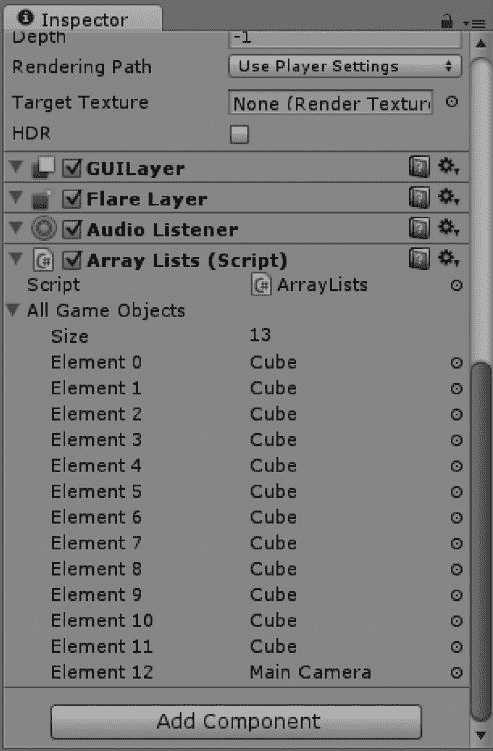 Inspector
Depth -1
Rendering Path Use Player Settings
Target Texture None (Render Texture
HDR
GUILayer
Flare Layer
Audio Listener
Array Lists (Script)
Script C# ArrayLists
All Game Objects
Size 13
Element 0 Cube
Element 1 Cube
Element 2 Cube
Element 3 Cube
Element 4 Cube
Element 5 Cube
Element 6 Cube
Element 7 Cube
Element 8 Cube
Element 9 Cube
Element 10 Cube
Element 11 Cube
Element 12 Main Camera
Add Component